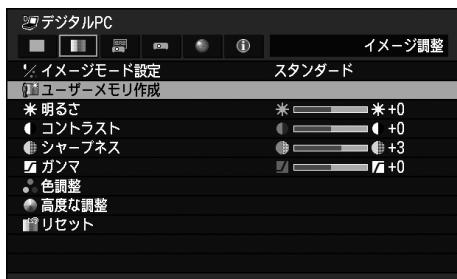 デジタルPC
イメージ調整
イメージモード設定 スタンダード
ユーザーメモリ作成
明るさ +0
コントラスト +0
シャープネス +3
ガンマ +0
色調整
高度な調整
リセット